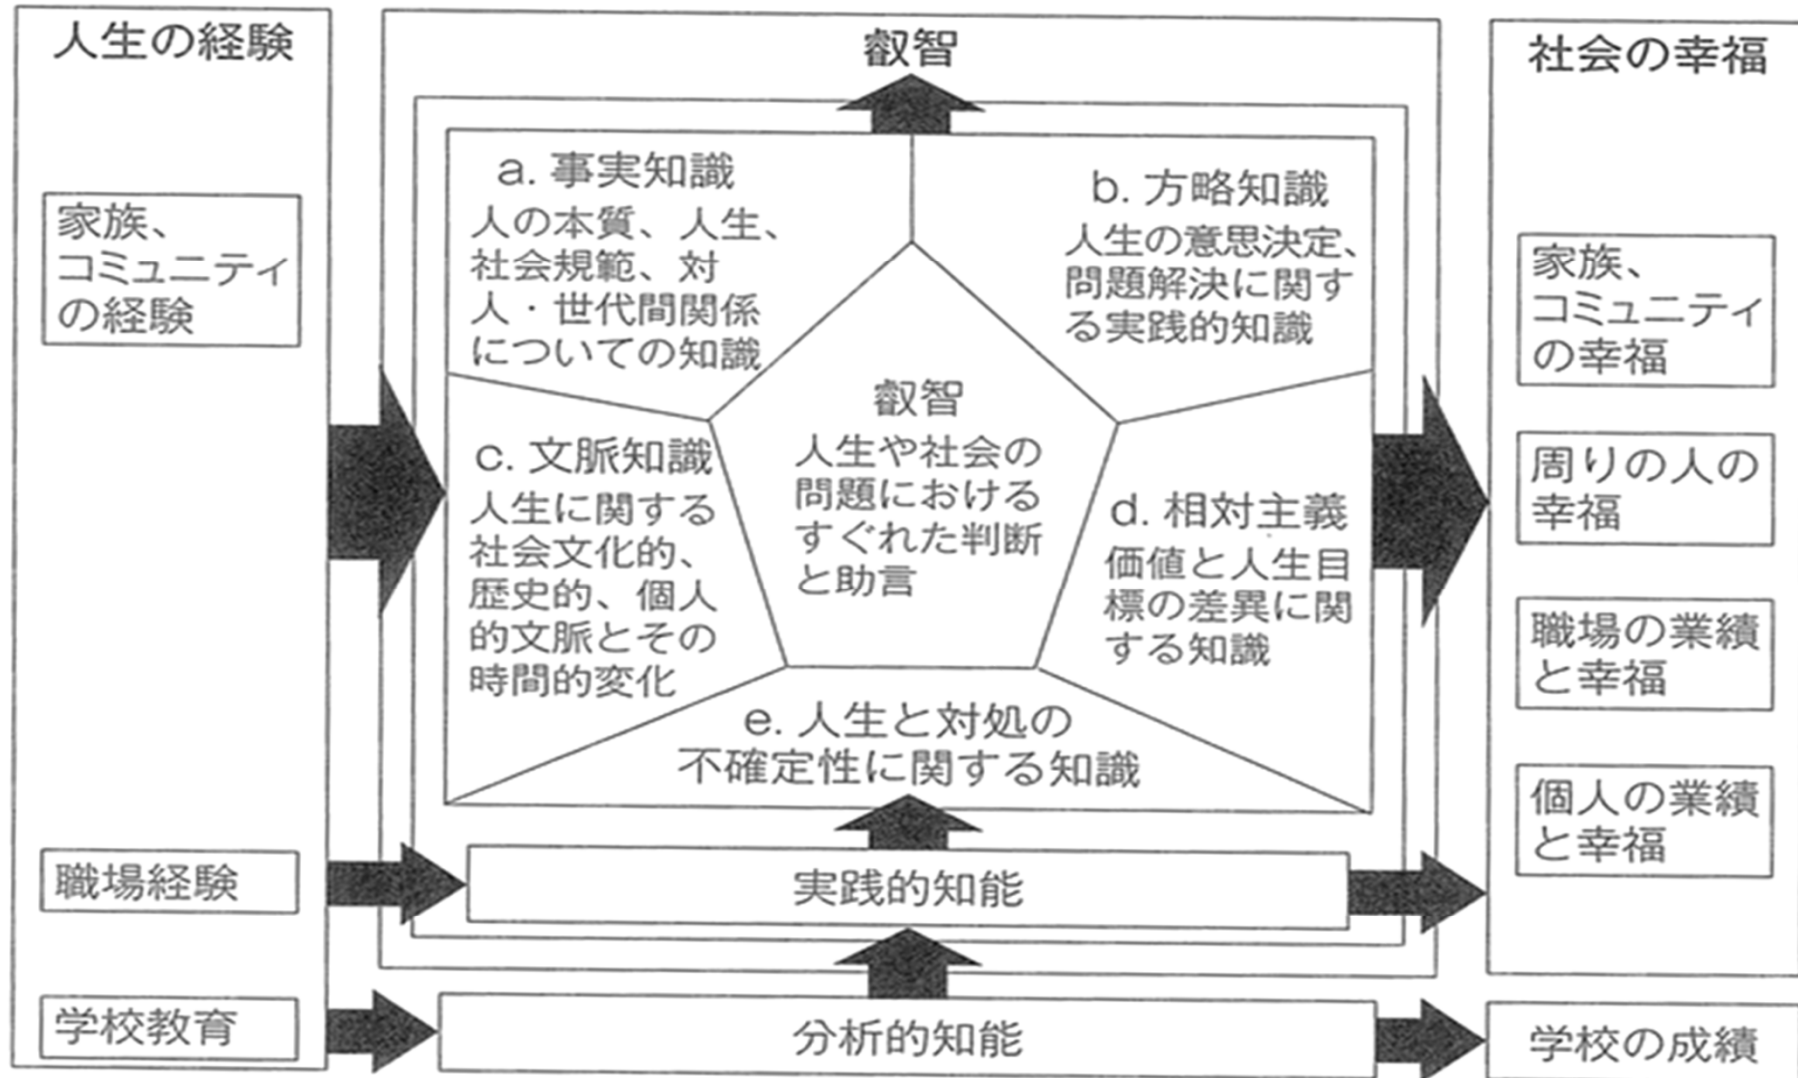 人生の経験
家族、
コミュニティ
の経験
職場経験
学校教育
叡智
a. 事実知識
人の本質、人生、
社会規範、対
人・世代間関係
についての知識
b. 方略知識
人生の意思決定、
問題解決に関す
る実践的知識
c. 文脈知識
人生に関する
社会文化的、
歴史的、個人
的文脈とその
時間的変化
叡智
人生や社会の
問題における
すぐれた判断
と助言
d. 相対主義
価値と人生目
標の差異に関
する知識
e. 人生と対処の
不確定性に関する知識
実践的知能
分析的知能
社会の幸福
家族、
コミュニティ
の幸福
周りの人の
幸福
職場の業績
と幸福
個人の業績
と幸福
学校の成績